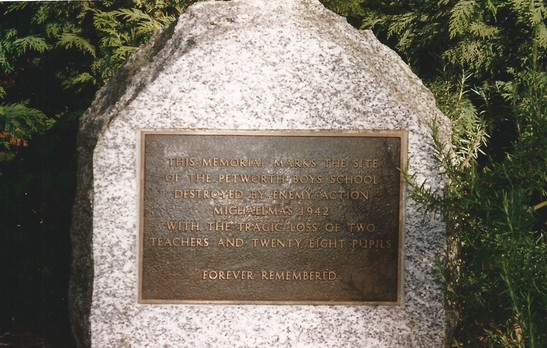 THIS MEMORIAL MARKS THE SITE
OF THE PETWORTH BOYS SCHOOL
DESTROYED BY ENEMY ACTION
MICHAELMAS 1942
WITH THE TRAGIC LOSS OF TWO
TEACHERS AND TWENTY EIGHT PUPILS
FOREVER REMEMBERED